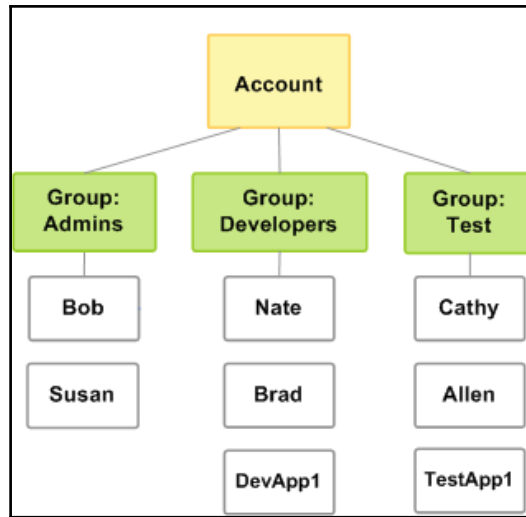 Account
Group:
Admins
Group:
Developers
Group:
Test
Bob
Nate
Cathy
Susan
Brad
Allen
DevApp1
TestApp1